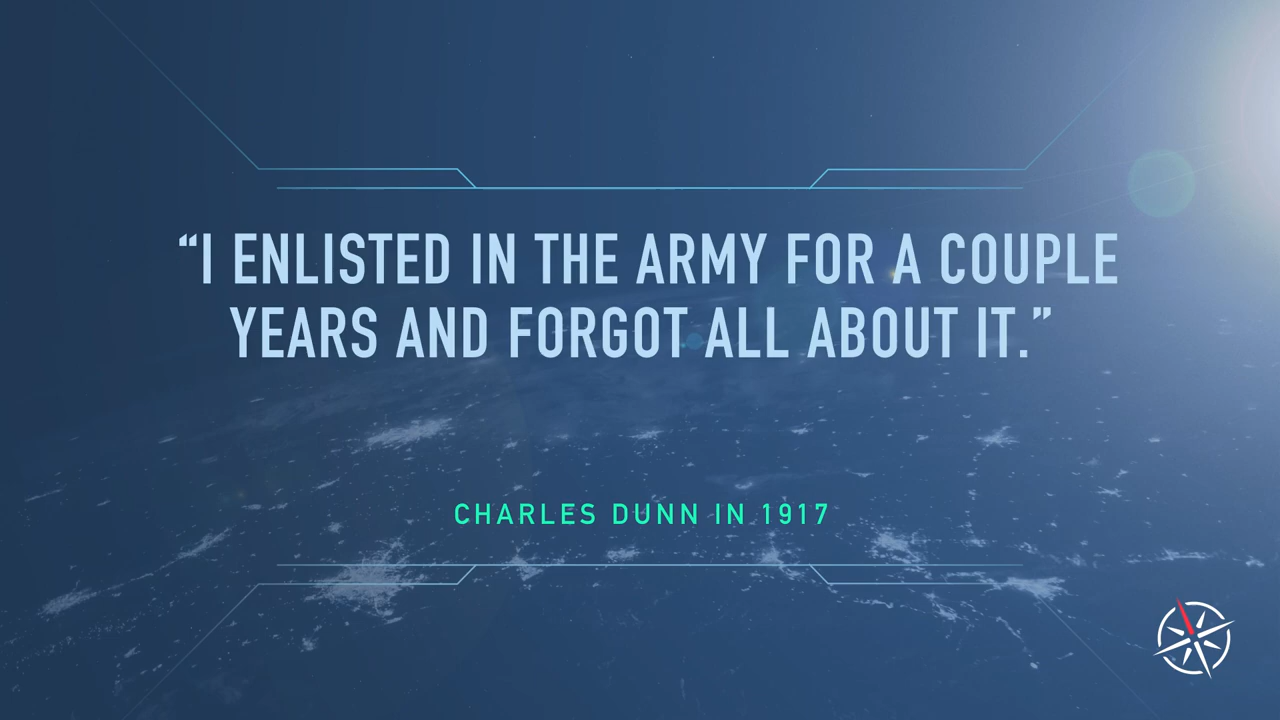 “I ENLISTED IN THE ARMY FOR A COUPLE
YEARS AND FORGOT ALL ABOUT IT.”
CHARLES DUNN IN 1917